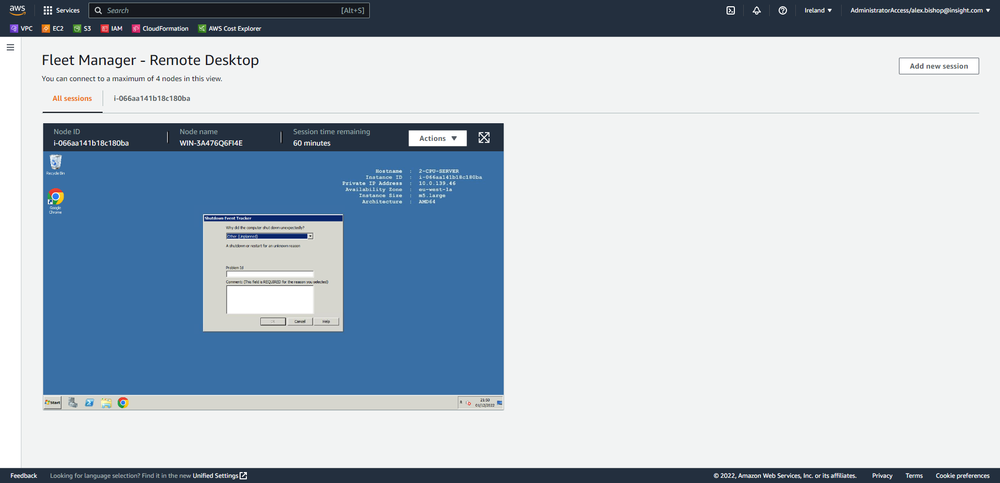 aws
Services
Search
[Alt+S]
Ireland
AdministratorAccess/alex.bishop@insight.com
VPC
EC2
S3
IAM
CloudFormation
AWS Cost Explorer
Fleet Manager - Remote Desktop
Add new session
You can connect to a maximum of 4 nodes in this view.
All sessions
i-066aa141b18c180ba
Node ID
i-066aa141b18c180ba
Node name
WIN-3A476Q6FI4E
Session time remaining
60 minutes
Actions
Recycle Bin
Google
Chrome
Hostname : 2-CPU-SERVER
Instance ID : i-066aa141b18c180ba
Private IP Address : 10.0.139.46
Availability Zone : eu-west-1a
Instance Size : m5.large
Architecture : AMD64
Shutdown Event Tracker
Why did the computer shut down unexpectedly?
Other (Unplanned)
A shutdown or restart for an unknown reason
Problem Id
Comment: (This field is REQUIRED for the reason you selected)
OK
Cancel
Help
Start
21:50
01/12/2022
Feedback
Looking for language selection? Find it in the new Unified Settings
© 2022, Amazon Web Services, Inc. or its affiliates.
Privacy
Terms
Cookie preferences